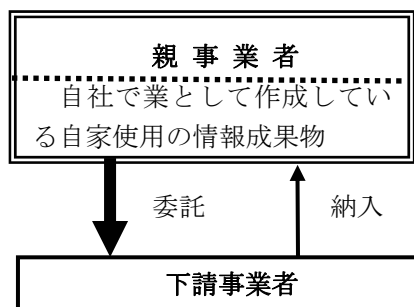 親 事 業 者
自社で業として作成してい
る自家使用の情報成果物
委託
納入
下請事業者